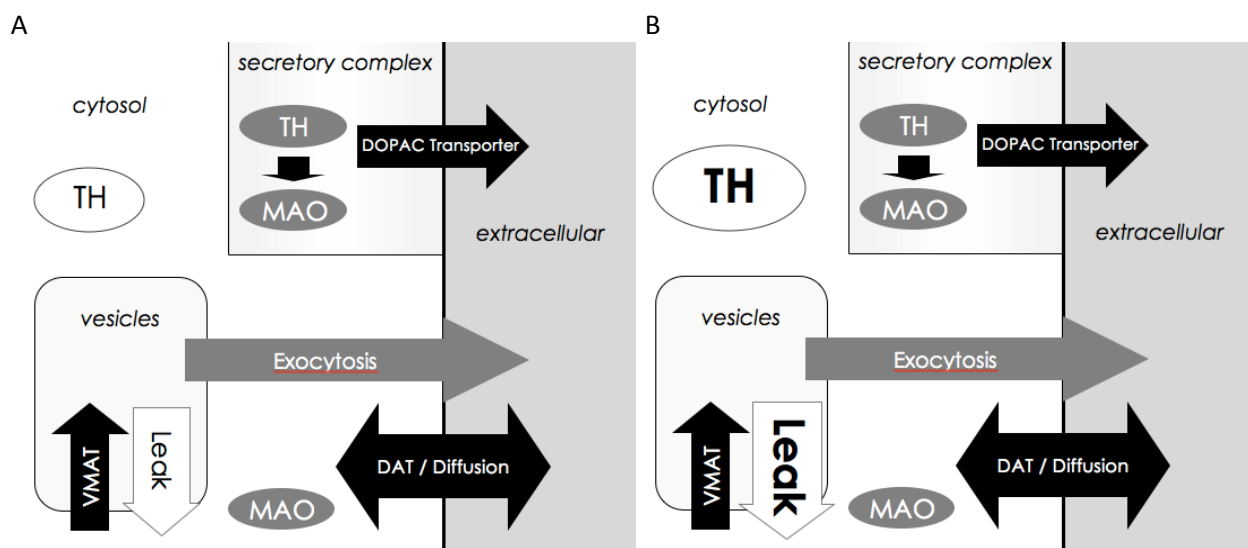 A
secretory complex
cytosol
TH
DOPAC Transporter
TH
MAO
extracellular
vesicles
Exocytosis
VMAT
Leak
DAT / Diffusion
MAO
B
secretory complex
cytosol
TH
DOPAC Transporter
TH
MAO
extracellular
vesicles
Exocytosis
VMAT
Leak
DAT / Diffusion
MAO